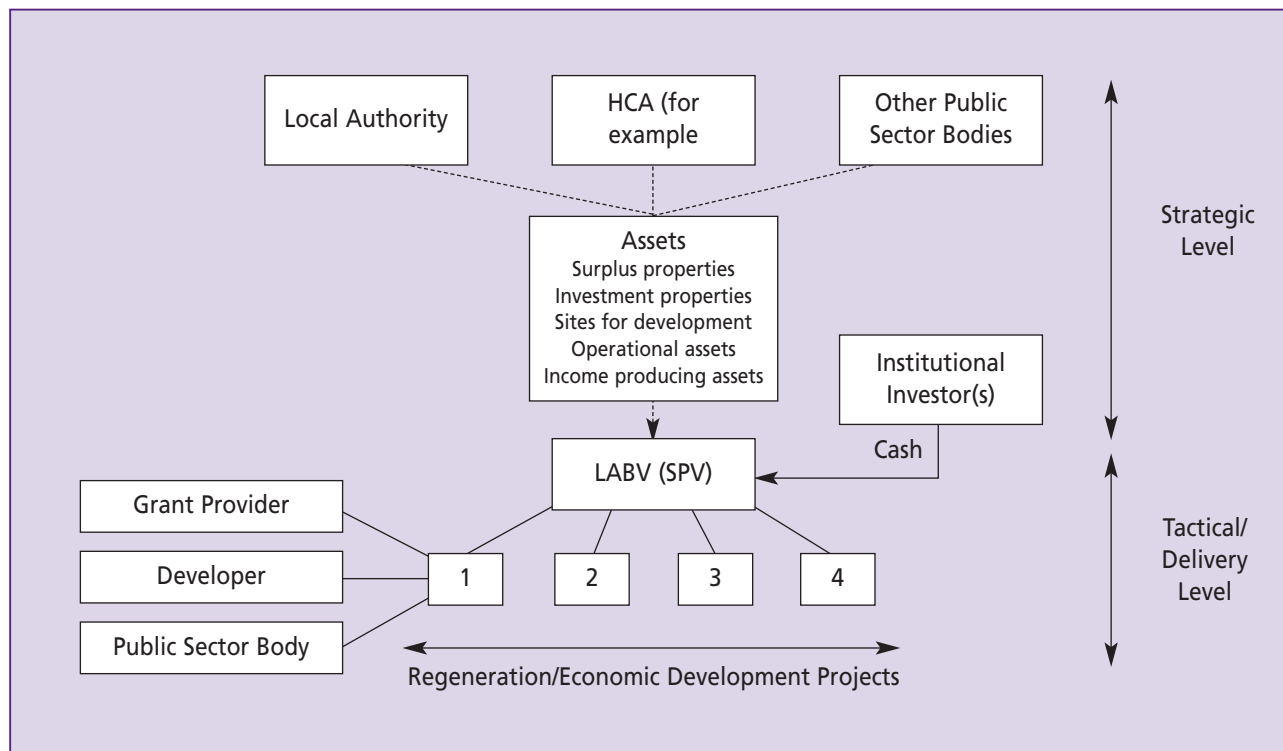 Local Authority
HCA (for
example
Other Public
Sector Bodies
Strategic
Level
Assets
Surplus properties
Investment properties
Sites for development
Operational assets
Income producing assets
Institutional
Investor(s)
Cash
LABV (SPV)
Grant Provider
Developer
Public Sector Body
1
2
3
4
Tactical/
Delivery
Level
Regeneration/Economic Development Projects